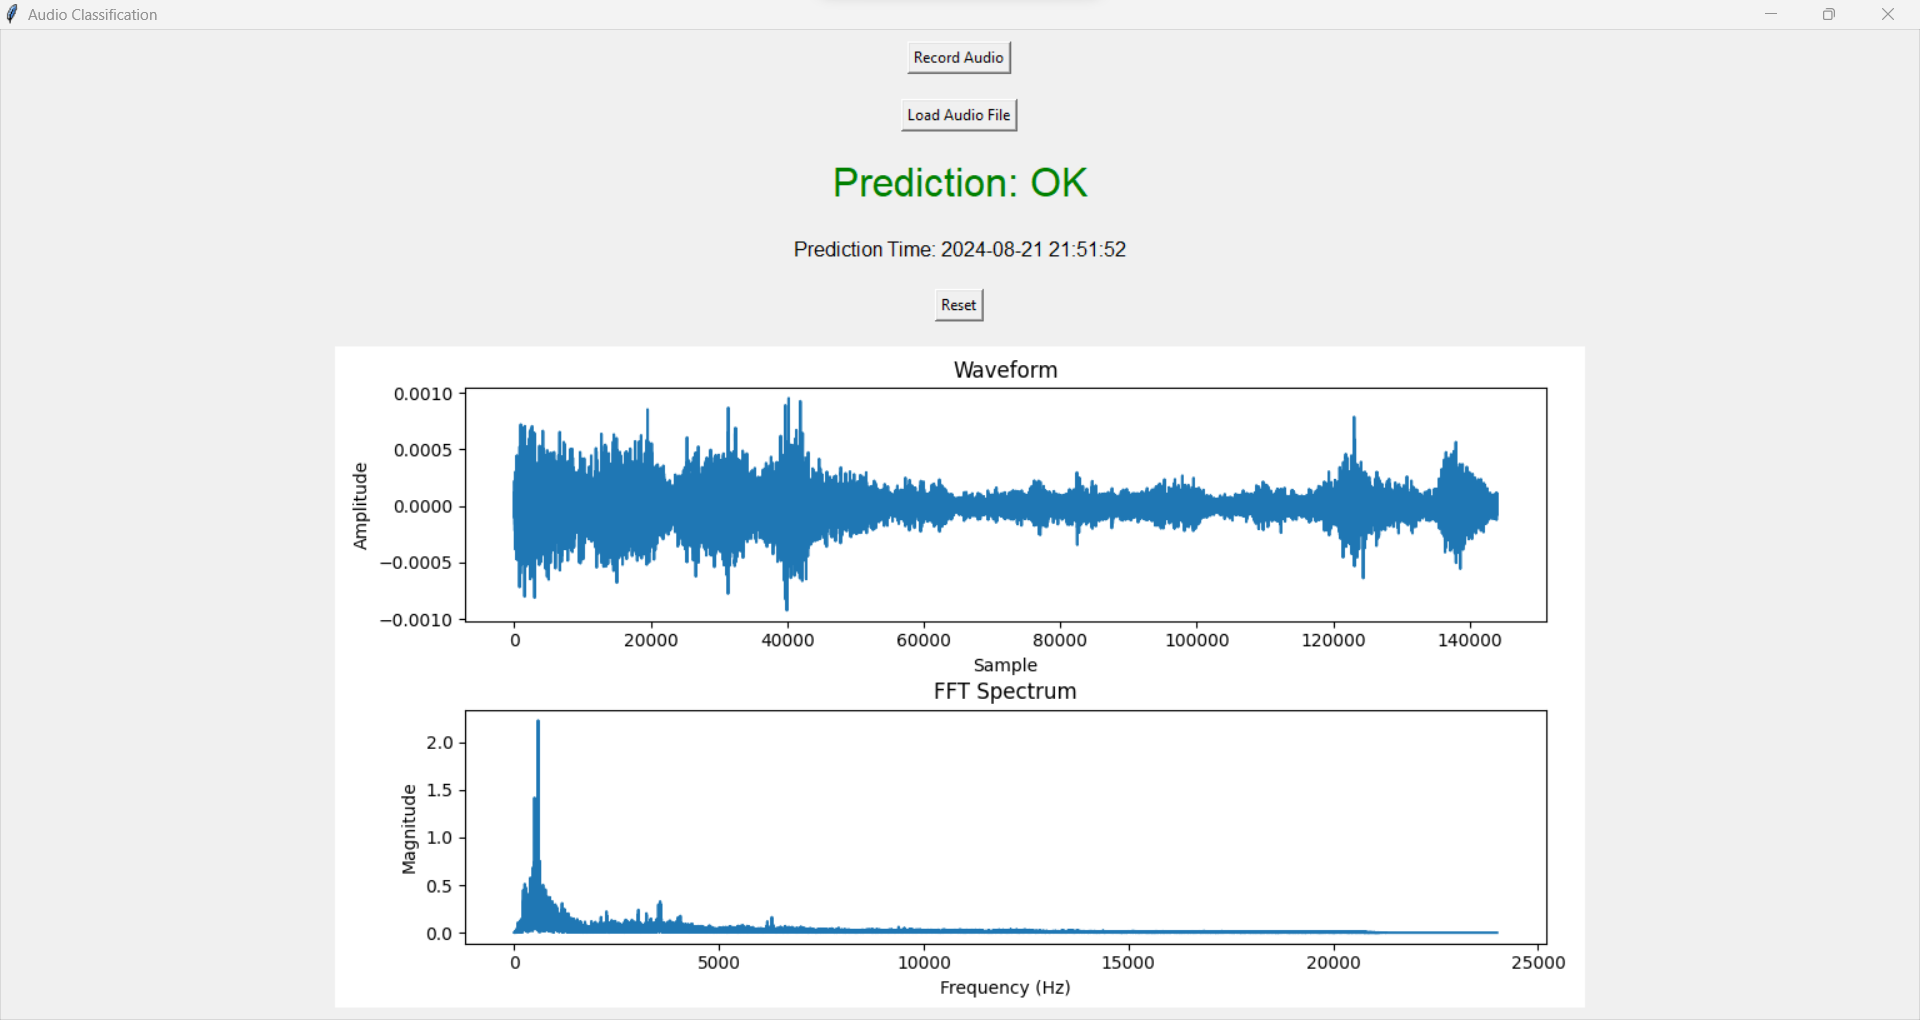 Audio Classification
Record Audio
Load Audio File
Prediction: OK
Prediction Time: 2024-08-21 21:51:52
Reset
Waveform
0.0010
0.0005
0.0000
−0.0005
−0.0010
Amplitude
0 20000 40000 60000 80000 100000 120000 140000
Sample
FFT Spectrum
2.0
1.5
1.0
0.5
0.0
Magnitude
0 5000 10000 15000 20000 25000
Frequency (Hz)